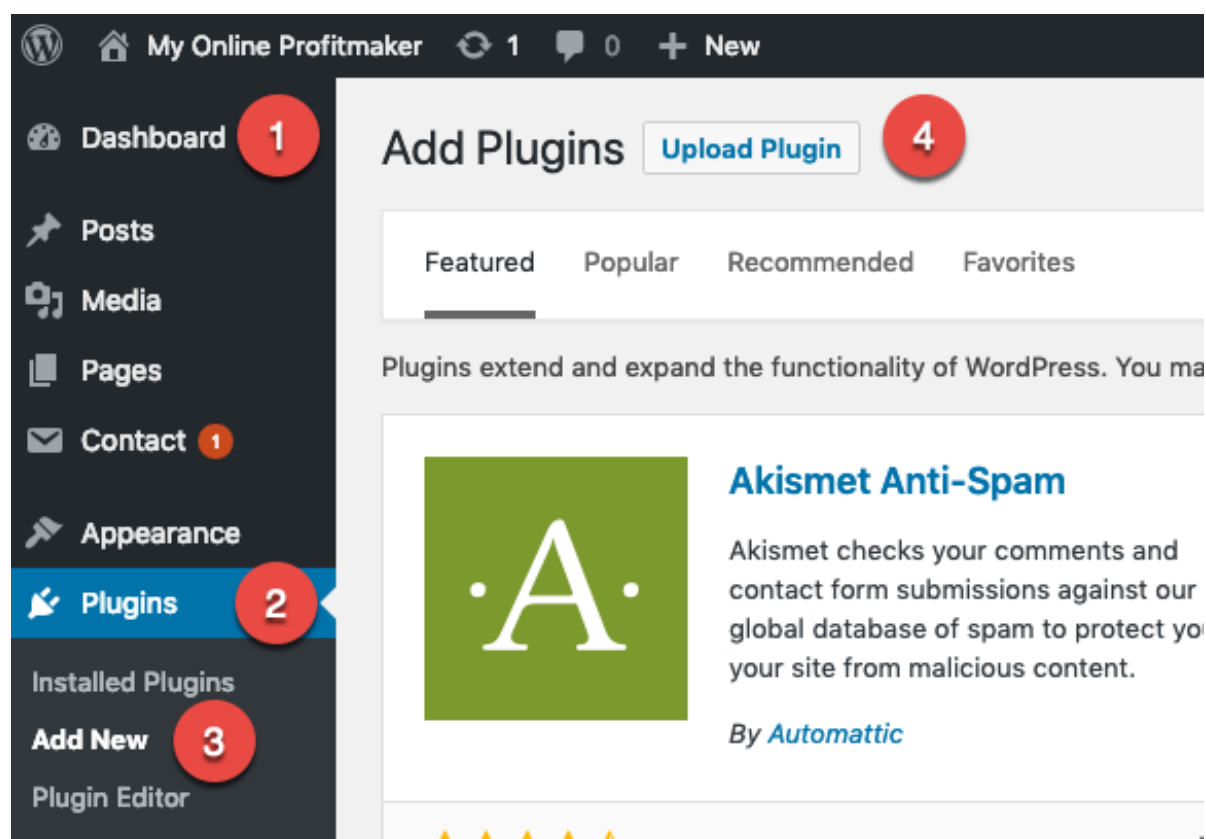 My Online Profitmaker 1 0 + New
Dashboard 1
Posts
Media
Pages
Contact 1
Appearance
Plugins 2
Installed Plugins
Add New 3
Plugin Editor
Add Plugins Upload Plugin 4
Featured Popular Recommended Favorites
Plugins extend and expand the functionality of WordPress. You ma
·A·
Akismet Anti-Spam
Akismet checks your comments and
contact form submissions against our
global database of spam to protect yo
your site from malicious content.
By Automattic